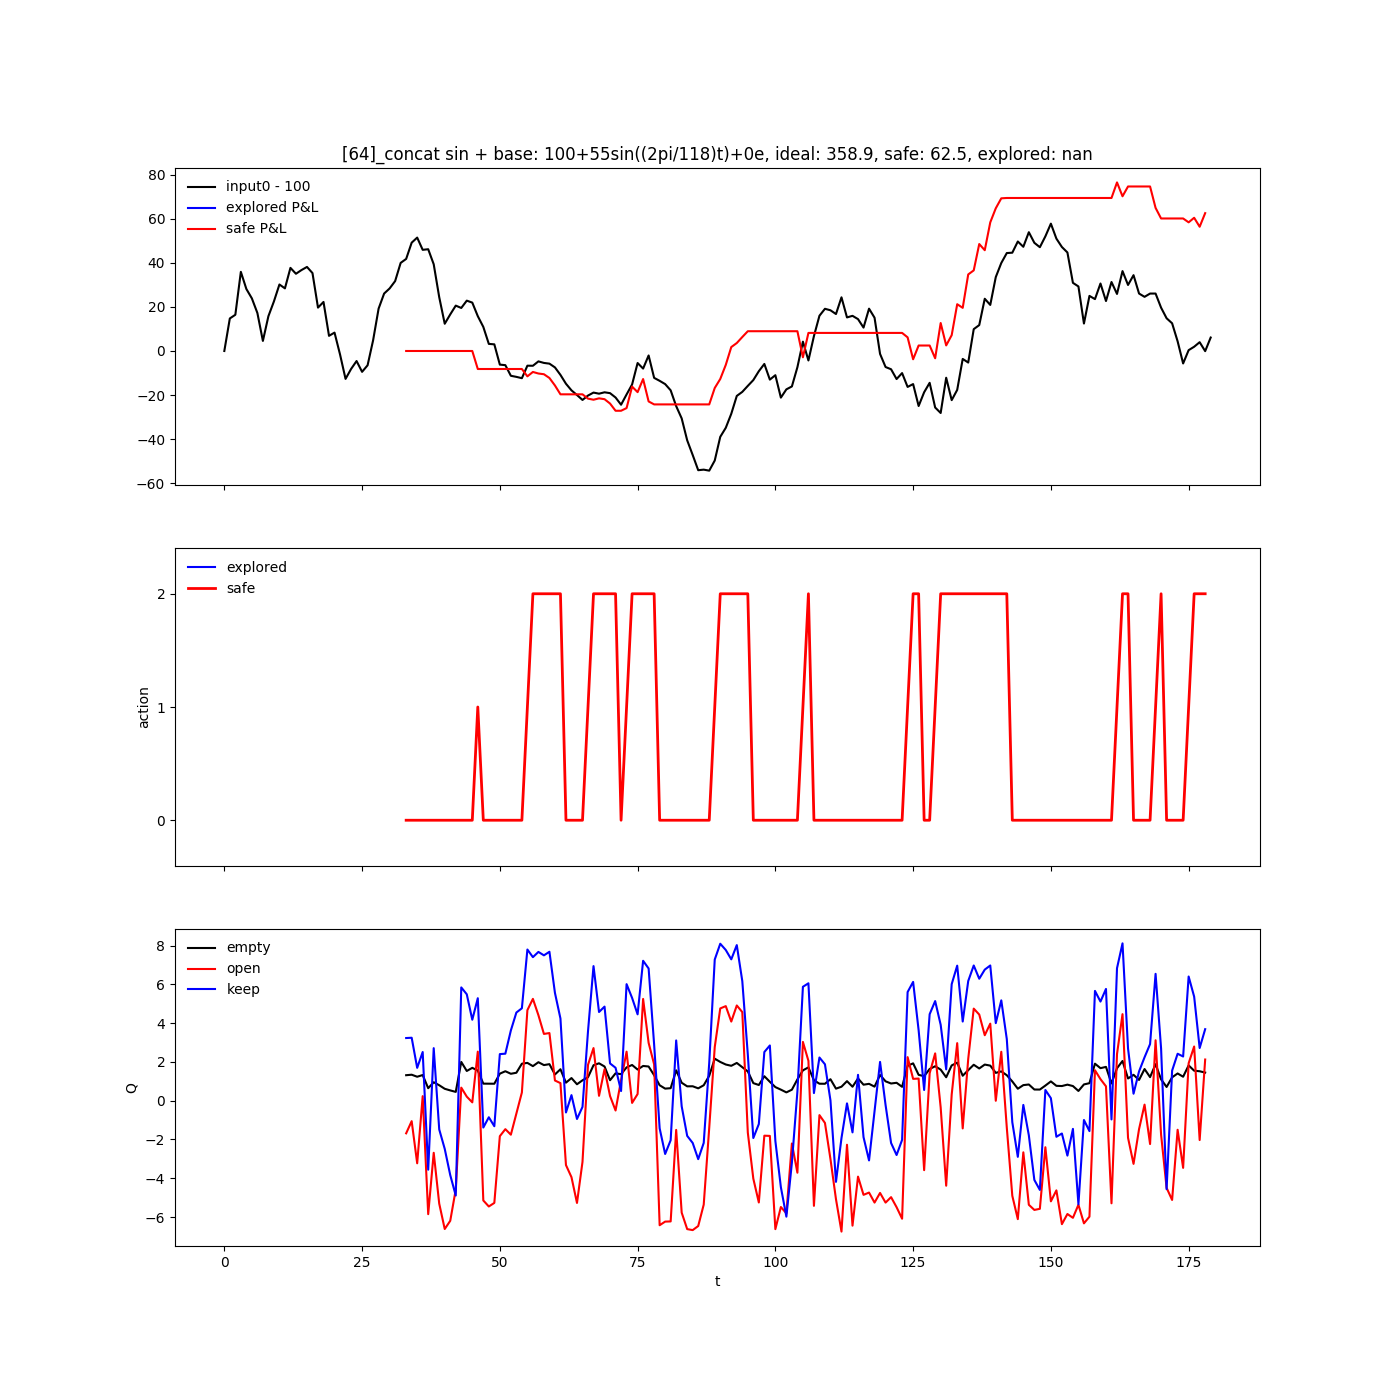 [64]_concat sin + base: 100+55sin((2pi/118)t)+0e, ideal: 358.9, safe: 62.5, explored: nan
80
60
40
20
0
−20
−40
−60
input0 - 100
explored P&L
safe P&L
action
2
1
0
explored
safe
Q
8
6
4
2
0
−2
−4
−6
empty
open
keep
0 25 50 75 100 125 150 175
t